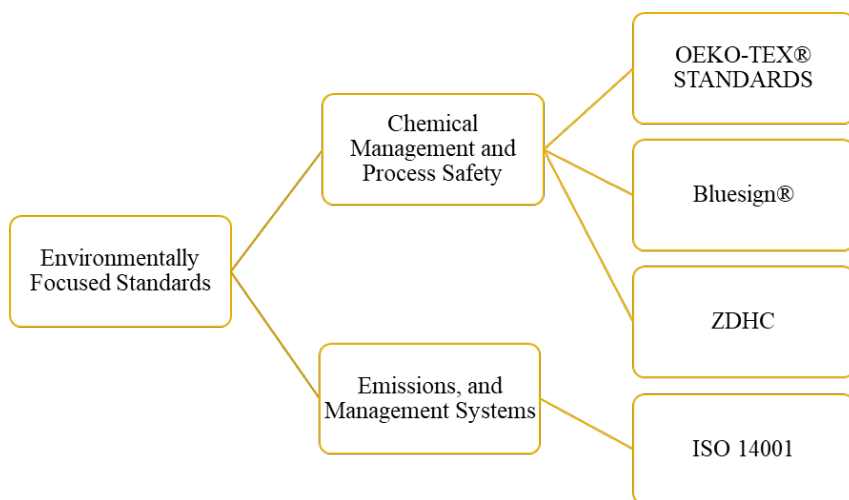 Environmentally
Focused Standards
Chemical
Management and
Process Safety
Emissions, and
Management Systems
OEKO-TEX®
STANDARDS
Bluesign®
ZDHC
ISO 14001